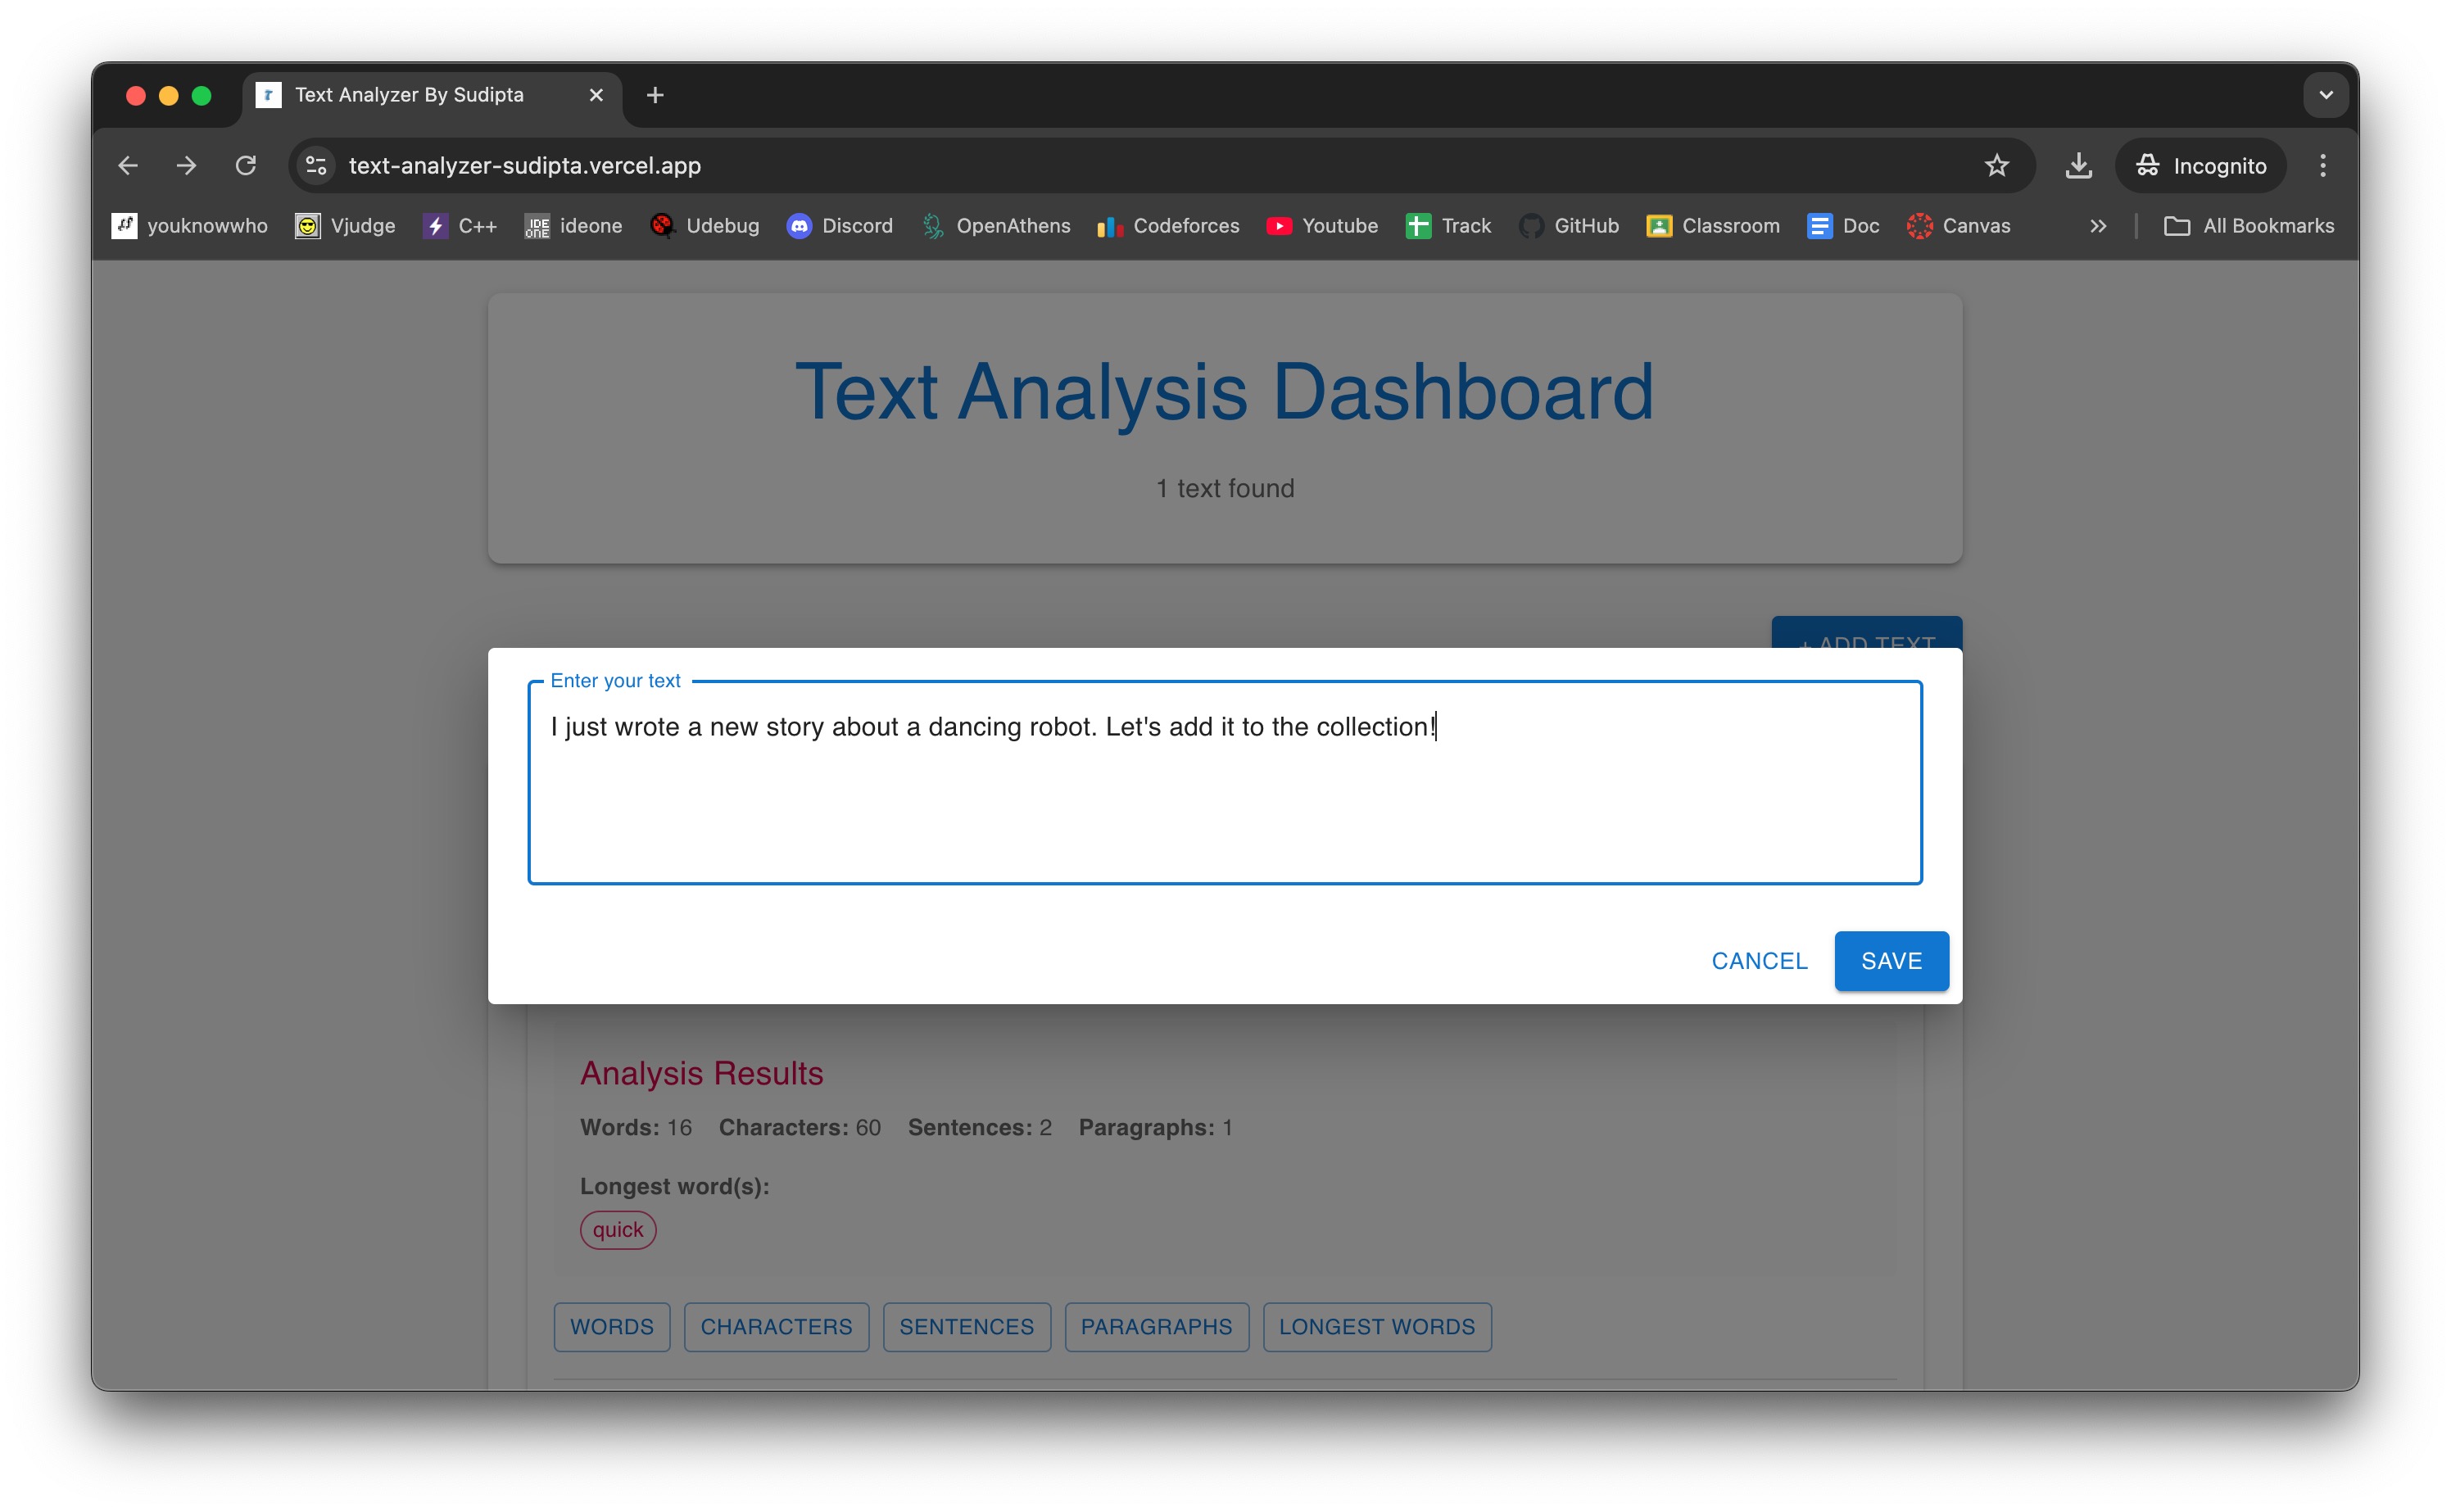 Text Analyzer By Sudipta
text-analyzer-sudipta.vercel.app
Incognito
youknowwho Vjudge C++ IDE ONE ideone Udebug Discord OpenAthens Codeforces Youtube Track GitHub Classroom Doc Canvas » All Bookmarks
Text Analysis Dashboard
1 text found
+ ADD TEXT
Enter your text
I just wrote a new story about a dancing robot. Let's add it to the collection!
CANCEL SAVE
Analysis Results
Words: 16 Characters: 60 Sentences: 2 Paragraphs: 1
Longest word(s):
quick
WORDS CHARACTERS SENTENCES PARAGRAPHS LONGEST WORDS